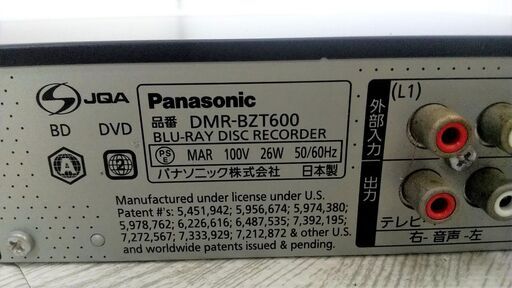 JQA
BD DVD
Panasonic
品番 DMR-BZT600
BLU-RAY DISC RECORDER
PS E MAR 100V 26W 50/60Hz
パナソニック株式会社 日本製
Manufactured under license under U.S.
Patent #'s: 5,451,942; 5,956,674; 5,974,380;
5,978,762; 6,226,616; 6,487,535; 7,392,195;
7,272,567; 7,333,929; 7,212,872 & other U.S.
and worldwide patents issued & pending.
(L1)
外部入力
出力
テレビ
右-音声-左